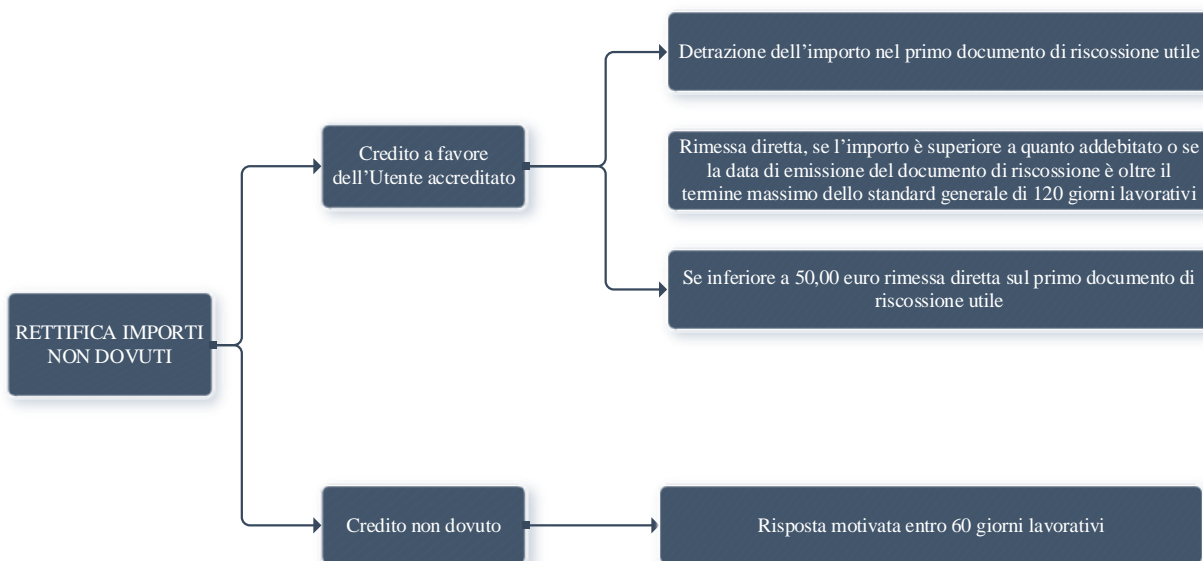 Detrazione dell’importo nel primo documento di riscossione utile
Credito a favore
dell’Utente accreditato
Rimessa diretta, se l’importo è superiore a quanto addebitato o se
la data di emissione del documento di riscossione è oltre il
termine massimo dello standard generale di 120 giorni lavorativi
Se inferiore a 50,00 euro rimessa diretta sul primo documento di
riscossione utile
RETTIFICA IMPORTI
NON DOVUTI
Credito non dovuto
Risposta motivata entro 60 giorni lavorativi